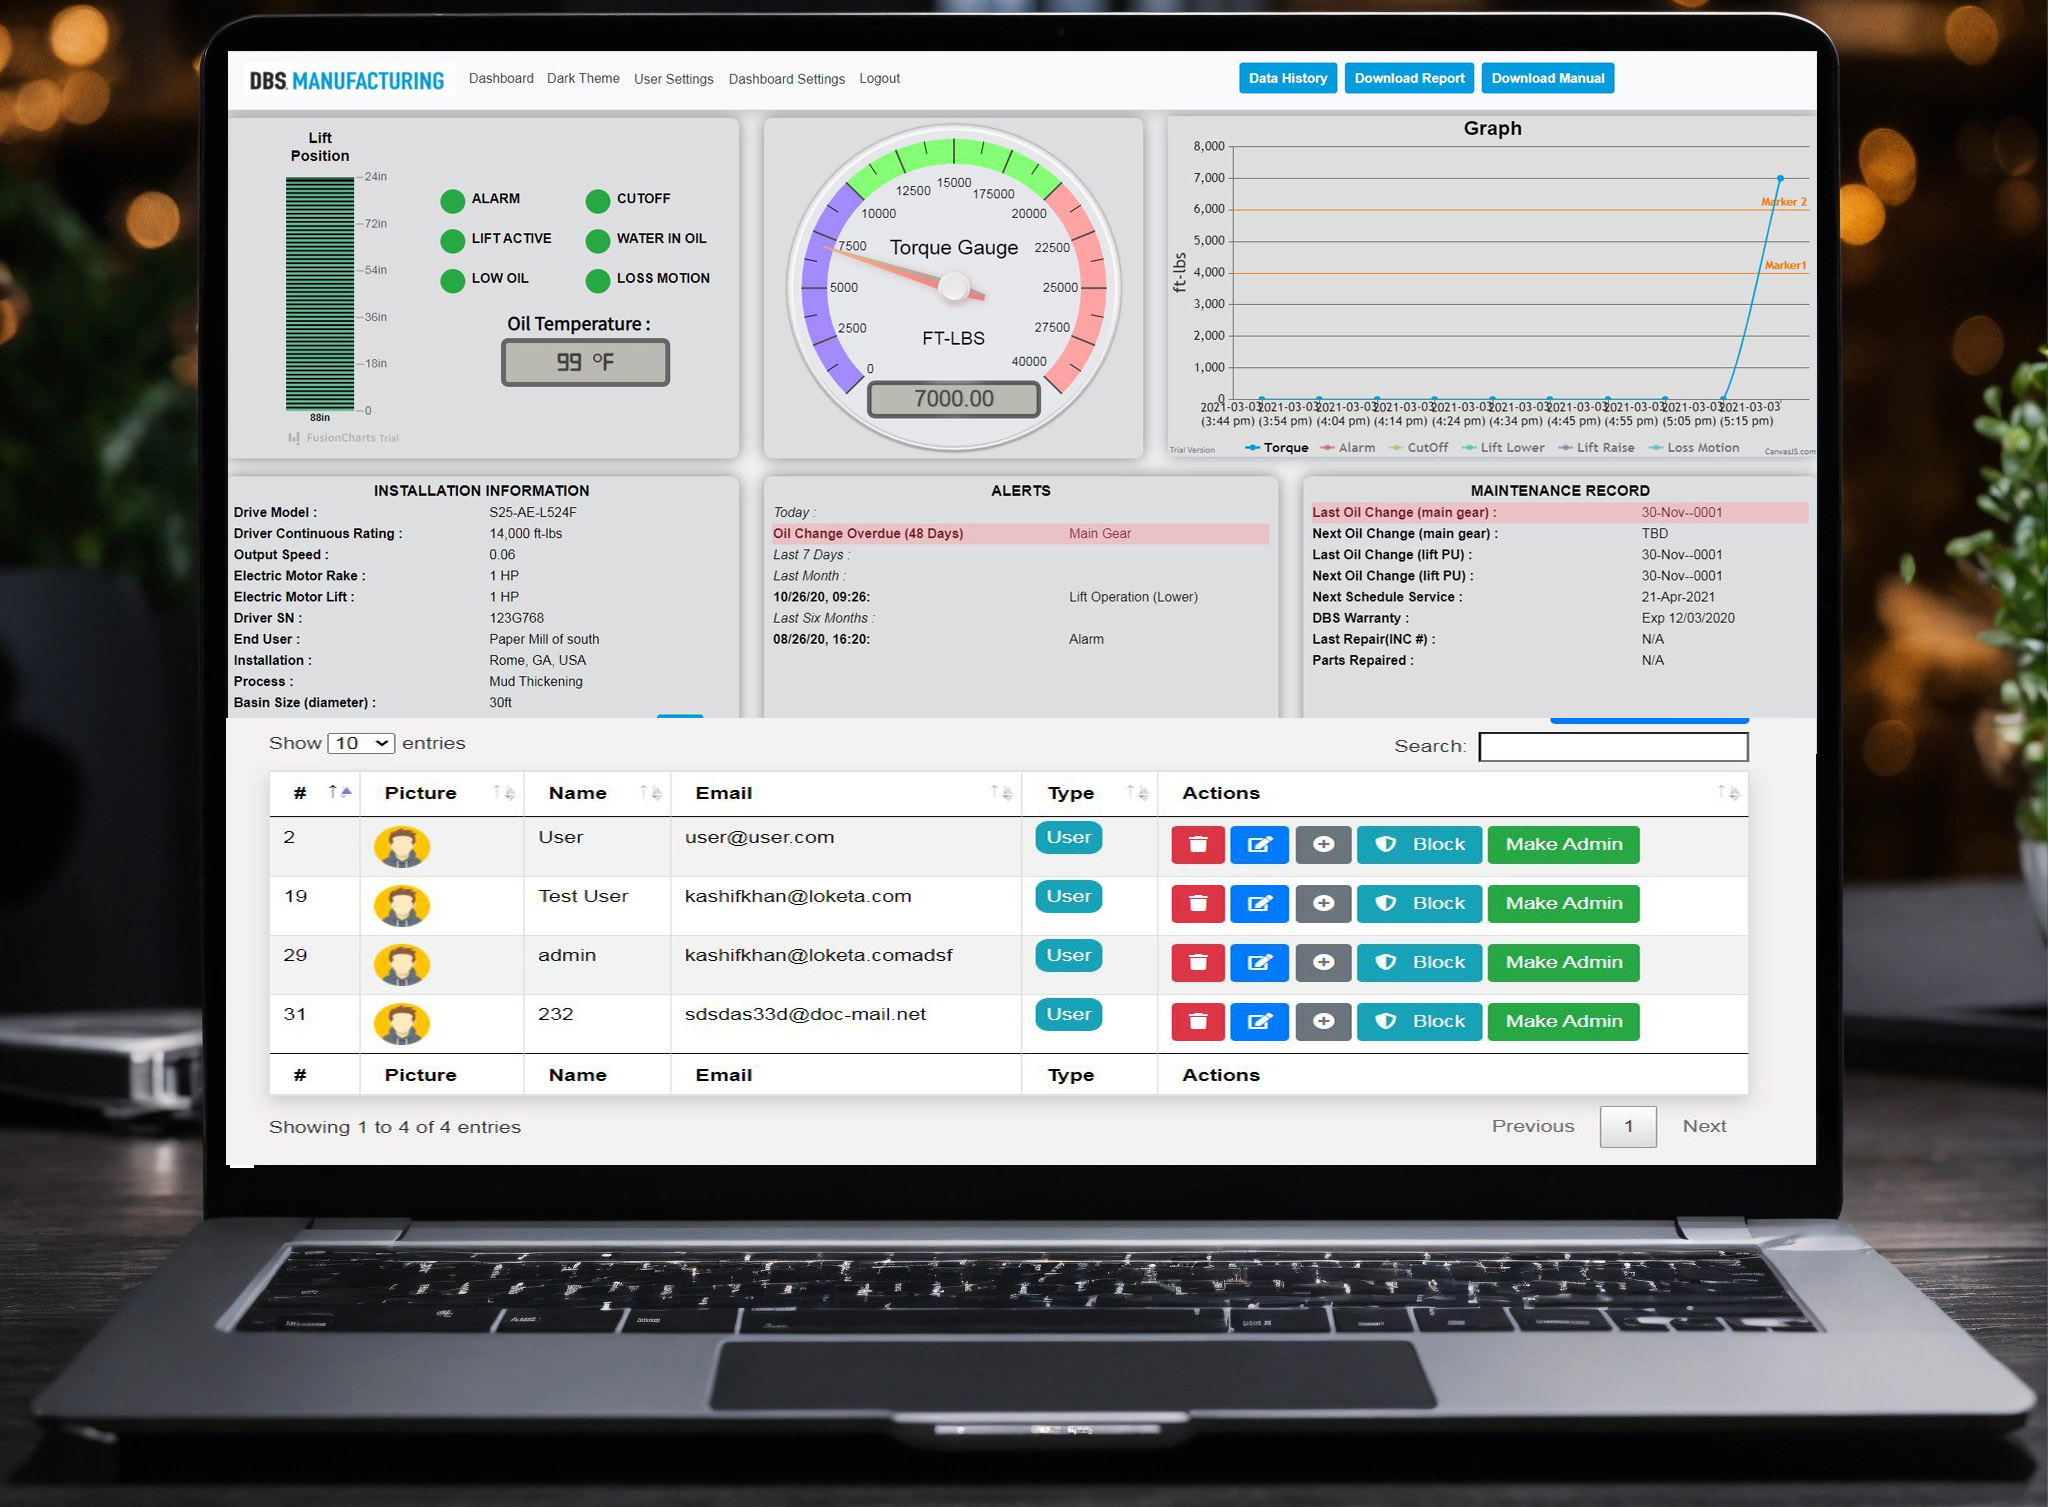 DBS MANUFACTURING Dashboard Dark Theme User Settings Dashboard Settings Logout Data History Download Report Download Manual
Lift
Position
24in
72in
54in
36in
18in
0
88in
FusionCharts Trial
ALARM CUTOFF
LIFT ACTIVE WATER IN OIL
LOW OIL LOSS MOTION
Oil Temperature :
99 °F
0
2500
5000
7500
10000
12500
15000
175000
20000
22500
25000
27500
40000
Torque Gauge
FT-LBS
7000.00
Graph
ft-lbs
8,000
7,000
6,000
5,000
4,000
3,000
2,000
1,000
0
Marker 2
Marker1
2021-03-03 2021-03-03 2021-03-03 2021-03-03 2021-03-03 2021-03-03 2021-03-03 2021-03-03 2021-03-03 2021-03-03
(3:44 pm) (3:54 pm) (4:04 pm) (4:14 pm) (4:24 pm) (4:34 pm) (4:45 pm) (4:55 pm) (5:05 pm) (5:15 pm)
Trial Version Torque Alarm CutOff Lift Lower Lift Raise Loss Motion CanvasJS.com
INSTALLATION INFORMATION
Drive Model : S25-AE-L524F
Driver Continuous Rating : 14,000 ft-lbs
Output Speed : 0.06
Electric Motor Rake : 1 HP
Electric Motor Lift : 1 HP
Driver SN : 123G768
End User : Paper Mill of south
Installation : Rome, GA, USA
Process : Mud Thickening
Basin Size (diameter) : 30ft
ALERTS
Today :
Oil Change Overdue (48 Days) Main Gear
Last 7 Days :
Last Month :
10/26/20, 09:26: Lift Operation (Lower)
Last Six Months :
08/26/20, 16:20: Alarm
MAINTENANCE RECORD
Last Oil Change (main gear) : 30-Nov--0001
Next Oil Change (main gear) : TBD
Last Oil Change (lift PU) : 30-Nov--0001
Next Oil Change (lift PU) : 30-Nov--0001
Next Schedule Service : 21-Apr-2021
DBS Warranty : Exp 12/03/2020
Last Repair(INC #) : N/A
Parts Repaired : N/A
Show 10 entries Search:
# Picture Name Email Type Actions
2 User user@user.com User Block Make Admin
19 Test User kashifkhan@loketa.com User Block Make Admin
29 admin kashifkhan@loketa.comadsf User Block Make Admin
31 232 sdsdas33d@doc-mail.net User Block Make Admin
# Picture Name Email Type Actions
Showing 1 to 4 of 4 entries Previous 1 Next